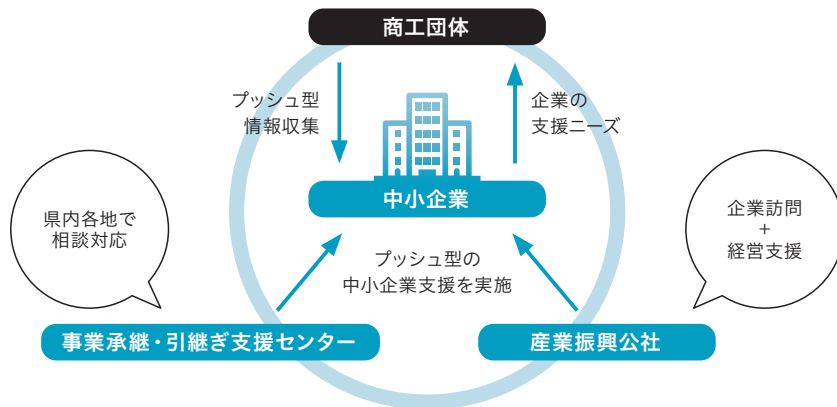 商工団体
プッシュ型
情報収集
企業の
支援ニーズ
中小企業
県内各地で
相談対応
企業訪問
+
経営支援
プッシュ型の
中小企業支援を実施
事業承継・引継ぎ支援センター
産業振興公社